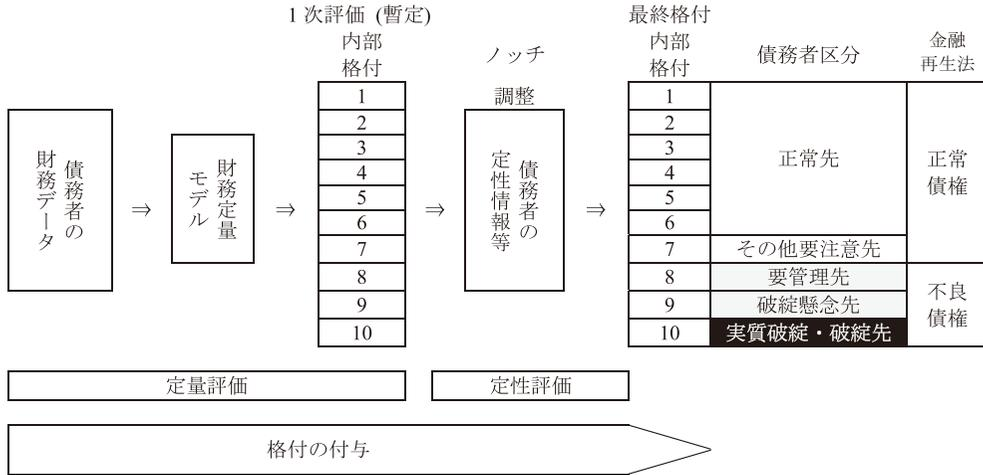 1次評価 (暫定)
内部
格付
1
2
3
4
5
6
7
8
9
10
債務者の
財務データ
⇒
財務定量
モデル
⇒
⇒
ノッチ
調整
債務者の
定性情報等
⇒
最終格付
内部
格付
1
2
3
4
5
6
7
8
9
10
債務者区分
正常先
その他要注意先
要管理先
破綻懸念先
実質破綻・破綻先
金融
再生法
正常
債権
不良
債権
定量評価
定性評価
格付の付与